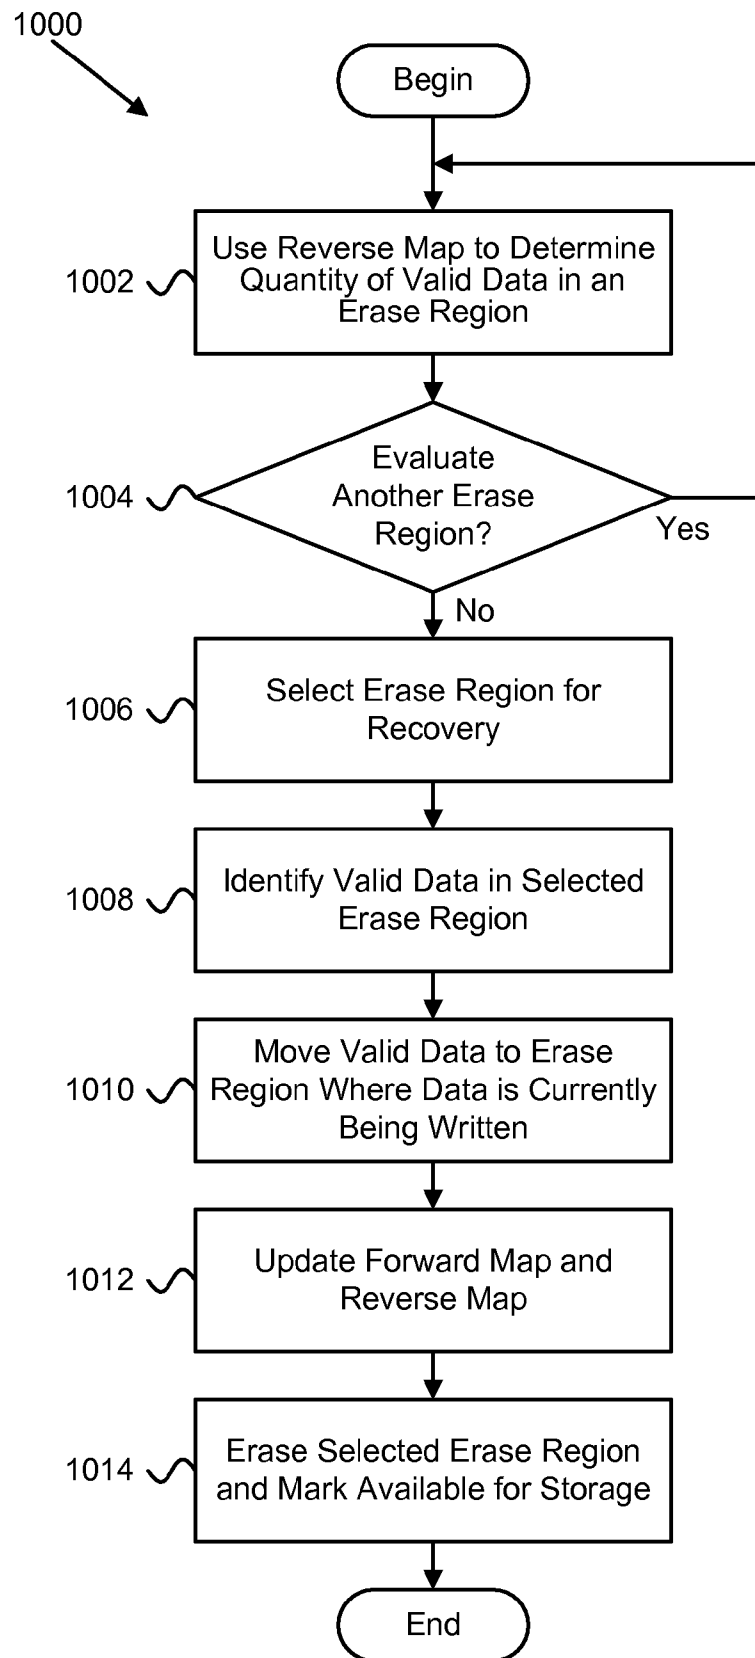 1000
Begin
Use Reverse Map to Determine
Quantity of Valid Data in an
Erase Region
1002
Evaluate
Another Erase
Region?
1004
Yes
No
Select Erase Region for
Recovery
1006
Identify Valid Data in Selected
Erase Region
1008
Move Valid Data to Erase
Region Where Data is Currently
Being Written
1010
Update Forward Map and
Reverse Map
1012
Erase Selected Erase Region
and Mark Available for Storage
1014
End